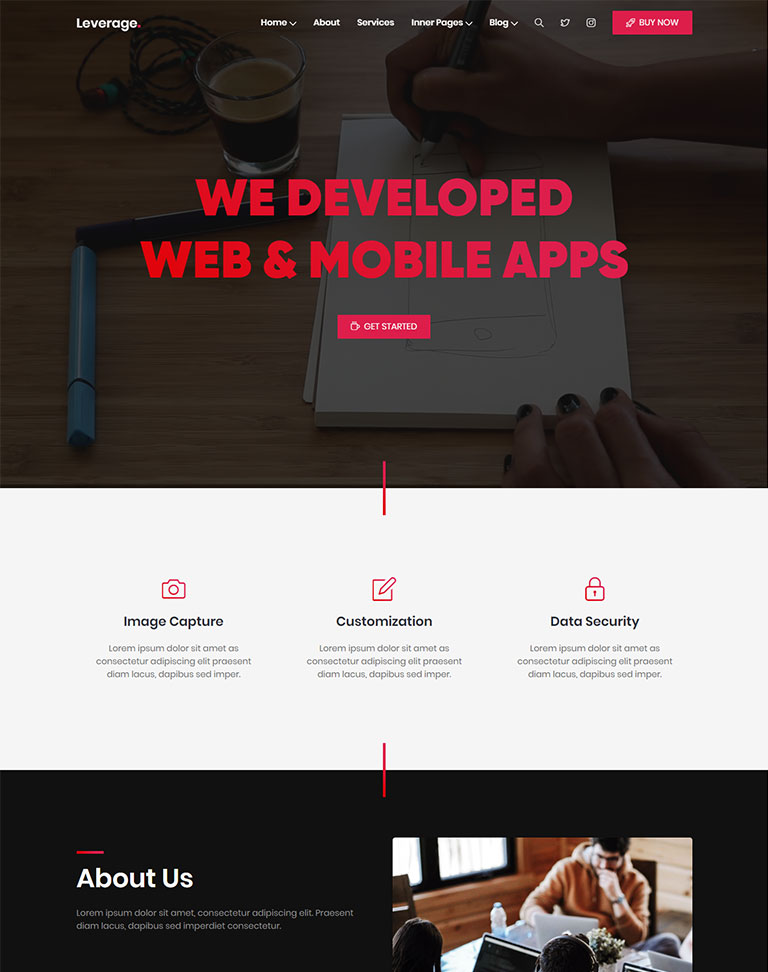 Leverage.
Home About Services Inner Pages Blog BUY NOW
WE DEVELOPED
WEB & MOBILE APPS
GET STARTED
Image Capture
Lorem ipsum dolor sit amet as
consectetur adipiscing elit praesent
diam lacus, dapibus sed imper.
Customization
Lorem ipsum dolor sit amet as
consectetur adipiscing elit praesent
diam lacus, dapibus sed imper.
Data Security
Lorem ipsum dolor sit amet as
consectetur adipiscing elit praesent
diam lacus, dapibus sed imper.
About Us
Lorem ipsum dolor sit amet, consectetur adipiscing elit. Praesent
diam lacus, dapibus sed imperdiet consectetur.